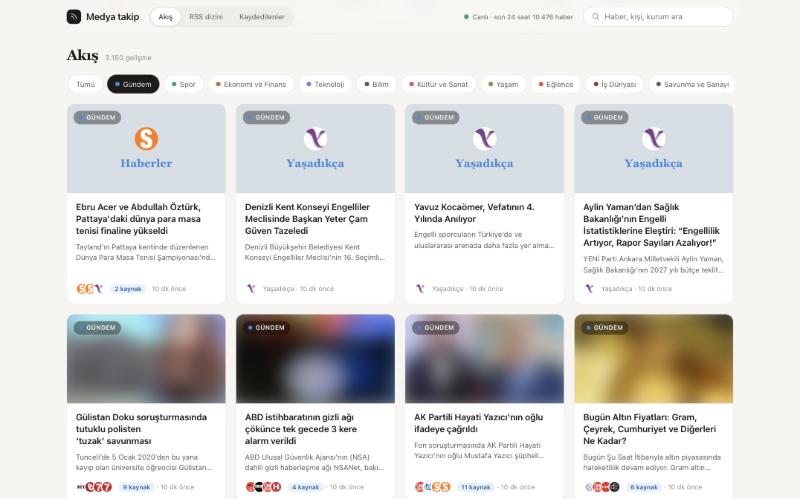 Medya takip
Akış
RSS dizini
Kaydedilenler
Canlı · son 24 saat 10.476 haber
Haber, kişi, kurum ara
Akış
3.150 gelişme
Tümü
Gündem
Spor
Ekonomi ve Finans
Teknoloji
Bilim
Kültür ve Sanat
Yaşam
Eğlence
İş Dünyası
Savunma ve Sanayi
GÜNDEM
S
Haberler
Ebru Acer ve Abdullah Öztürk,
Pattaya'daki dünya para masa
tenisi finaline yükseldi
Tayland'ın Pattaya kentinde düzenlenen
Dünya Para Masa Tenisi Şampiyonası'nd...
2 kaynak · 10 dk önce
GÜNDEM
Yaşadıkça
Denizli Kent Konseyi Engelliler
Meclisinde Başkan Yeter Çam
Güven Tazeledi
Denizli Büyükşehir Belediyesi Kent
Konseyi Engelliler Meclisi'nin 16. Seçimli...
Yaşadıkça · 10 dk önce
GÜNDEM
Yaşadıkça
Yavuz Kocaömer, Vefatının 4.
Yılında Anılıyor
Engelli sporcuların Türkiye'de ve
uluslararası arenada daha fazla yer alma...
Yaşadıkça · 10 dk önce
GÜNDEM
Yaşadıkça
Aylin Yaman'dan Sağlık
Bakanlığı'nın Engelli
İstatistiklerine Eleştiri: "Engellilik
Artıyor, Rapor Sayıları Azalıyor!"
YENİ Parti Ankara Milletvekili Aylin Yaman,
Sağlık Bakanlığı'nın 2027 yılı bütçe teklif...
Yaşadıkça · 10 dk önce
GÜNDEM
Gülistan Doku soruşturmasında
tutuklu polisten
'tuzak' savunması
Tunceli'de 5 Ocak 2020'den bu yana
kayıp olan üniversite öğrencisi Gülistan...
9 kaynak · 10 dk önce
GÜNDEM
ABD istihbaratının gizli ağı
çökünce tek gecede 3 kere
alarm verildi
ABD Ulusal Güvenlik Ajansı'nın (NSA)
dahili gizli haberleşme ağı NSANet, bakı...
4 kaynak · 10 dk önce
GÜNDEM
AK Partili Hayati Yazıcı'nın oğlu
ifadeye çağrıldı
Fon soruşturmasında AK Partili Hayati
Yazıcı'nın oğlu Mustafa Yazıcı şüpheli...
11 kaynak · 10 dk önce
GÜNDEM
Bugün Altın Fiyatları: Gram,
Çeyrek, Cumhuriyet ve Diğerleri
Ne Kadar?
Bugün Şu Saat İtibarıyla altın piyasasında
hareketlilik devam ediyor. Gram altın...
6 kaynak · 10 dk önce